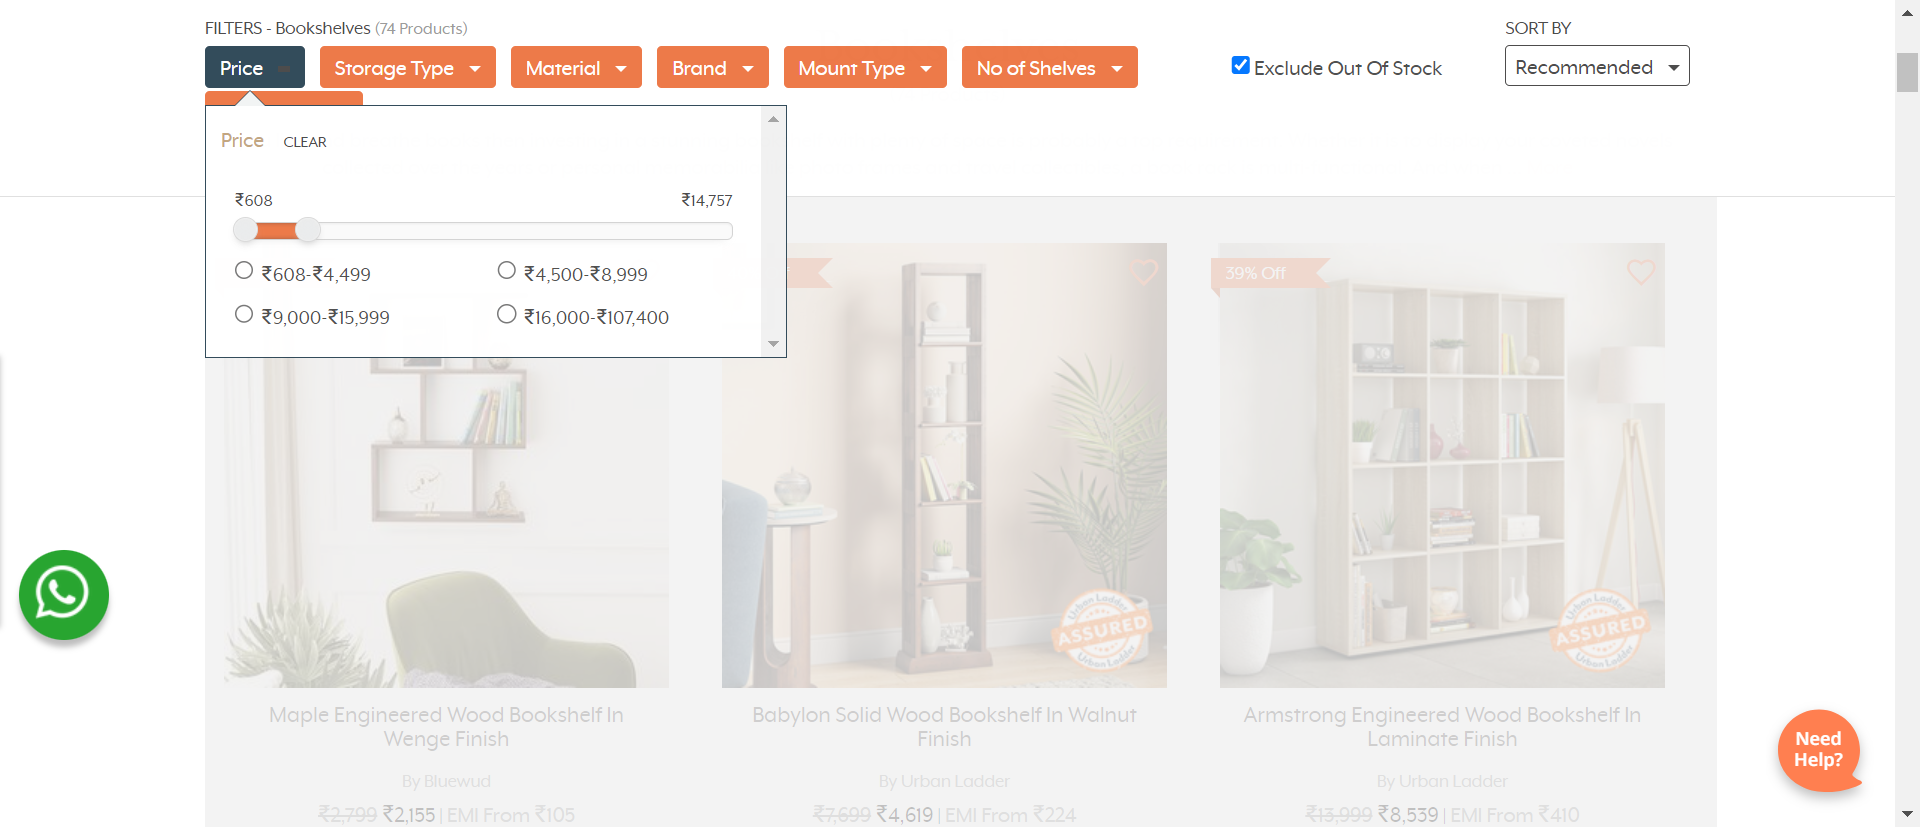 FILTERS - Bookshelves (74 Products)
SORT BY
Price
Storage Type
Material
Brand
Mount Type
No of Shelves
Exclude Out Of Stock
Recommended
Price CLEAR
₹608 ₹14,757
₹608-₹4,499 ₹4,500-₹8,999
₹9,000-₹15,999 ₹16,000-₹107,400
39% Off
Urban Ladder
ASSURED
Urban Ladder
Urban Ladder
ASSURED
Urban Ladder
Maple Engineered Wood Bookshelf In
Wenge Finish
By Bluewud
₹2,799 ₹2,155 | EMI From ₹105
Babylon Solid Wood Bookshelf In Walnut
Finish
By Urban Ladder
₹7,699 ₹4,619 | EMI From ₹224
Armstrong Engineered Wood Bookshelf In
Laminate Finish
By Urban Ladder
₹13,999 ₹8,539 | EMI From ₹410
Need
Help?